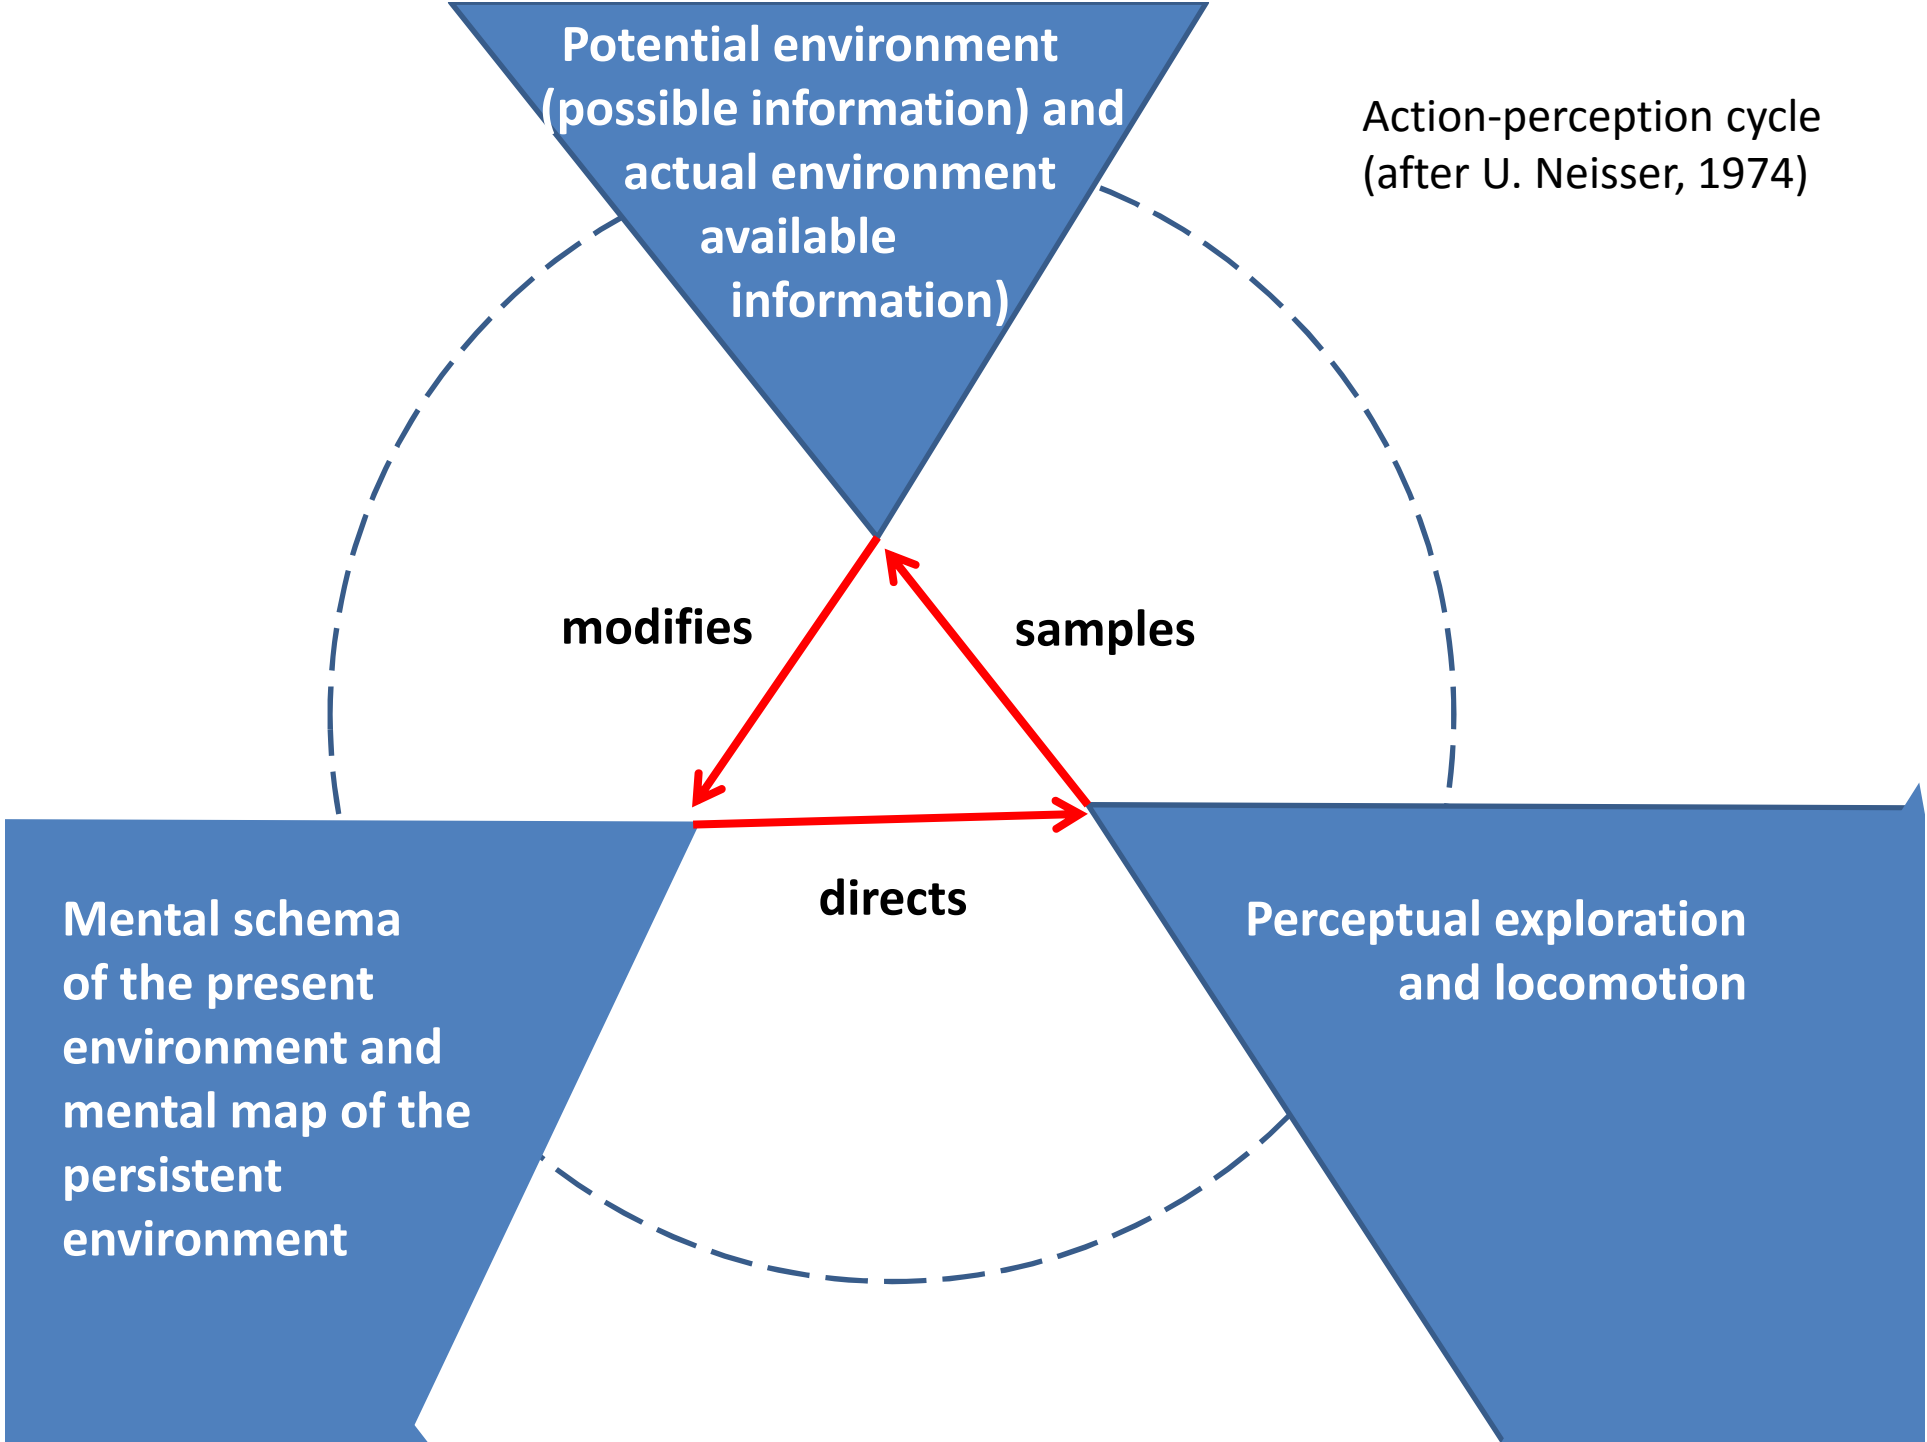 Potential environment
(possible information) and
actual environment
available
information)
Action-perception cycle
(after U. Neisser, 1974)
modifies
samples
directs
Mental schema
of the present
environment and
mental map of the
persistent
environment
Perceptual exploration
and locomotion